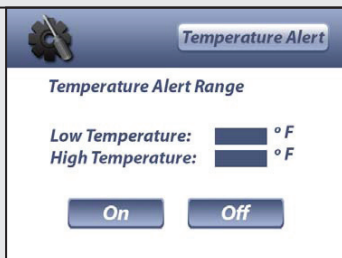 Temperature Alert
Temperature Alert Range
Low Temperature: º F
High Temperature: º F
On Off